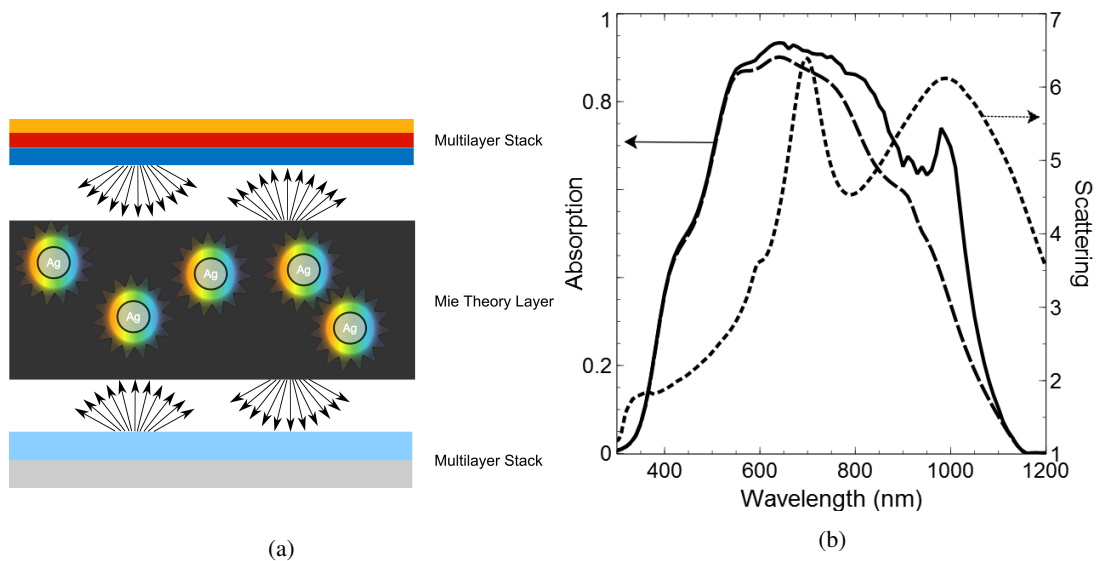 Multilayer Stack
Ag
Ag
Ag
Ag
Ag
Mie Theory Layer
Multilayer Stack
(a)
1
0.8
0.2
0
Absorption
400
600
800
1000
1200
Wavelength (nm)
7
6
5
4
3
2
1
Scattering
(b)